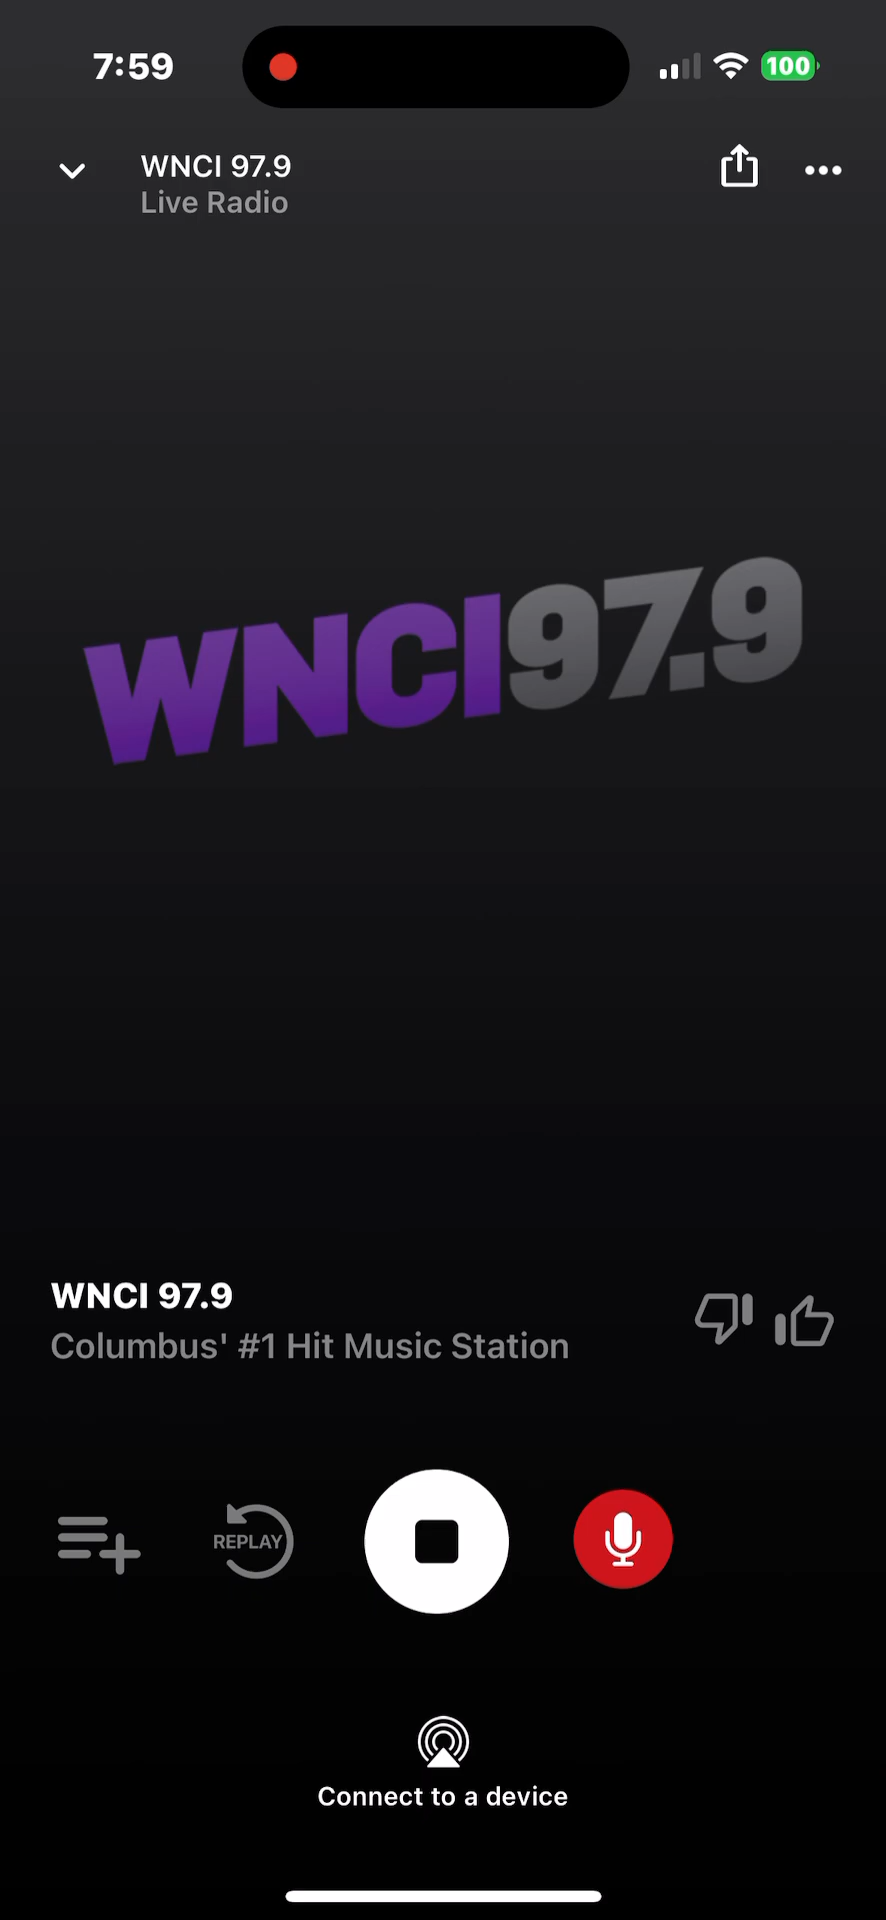 7:59
100
WNCI 97.9
Live Radio
WNCI97.9
WNCI 97.9
Columbus' #1 Hit Music Station
REPLAY
Connect to a device